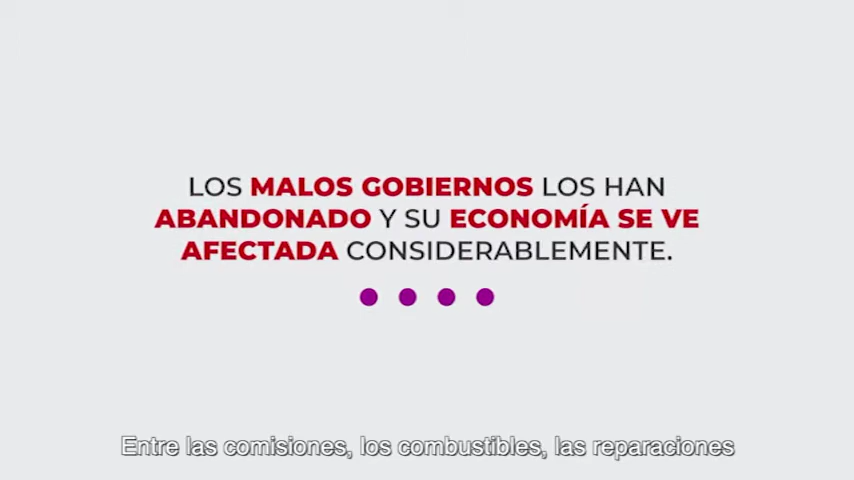 LOS MALOS GOBIERNOS LOS HAN
ABANDONADO Y SU ECONOMÍA SE VE
AFECTADA CONSIDERABLEMENTE.
Entre las comisiones, los combustibles, las reparaciones